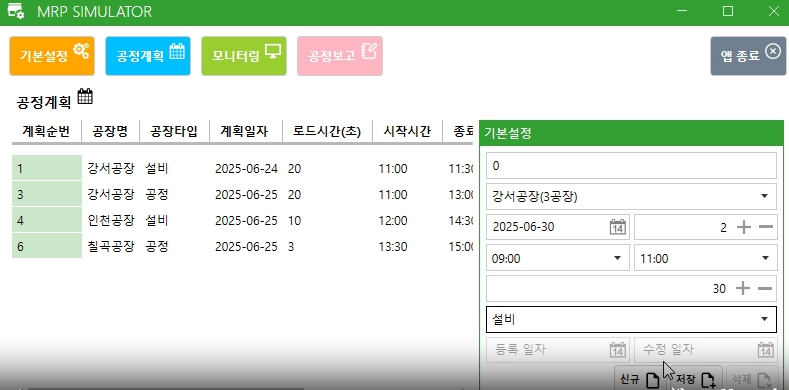 MRP SIMULATOR
기본설정 공정계획 모니터링 공정보고 앱 종료
공정계획
계획순번 공장명 공장타입 계획일자 로드시간(초) 시작시간 종료
1 강서공장 설비 2025-06-24 20 11:00 11:30
3 강서공장 공정 2025-06-25 20 11:00 13:00
4 인천공장 설비 2025-06-25 10 12:00 14:30
6 칠곡공장 공정 2025-06-25 3 13:30 15:00
기본설정
0
강서공장(3공장)
2025-06-30 14 2
09:00 11:00
30
설비
등록 일자 14 수정 일자 14
신규 저장 삭제